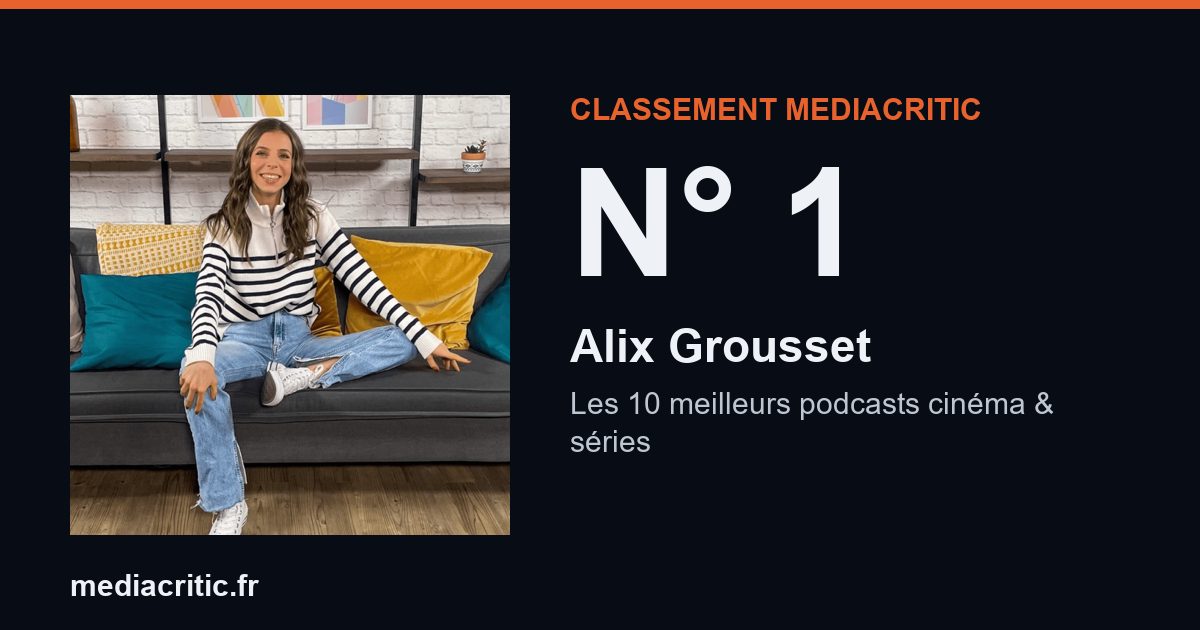 CLASSEMENT MEDIACRITIC
N° 1
Alix Grousset
Les 10 meilleurs podcasts cinéma &
séries
mediacritic.fr